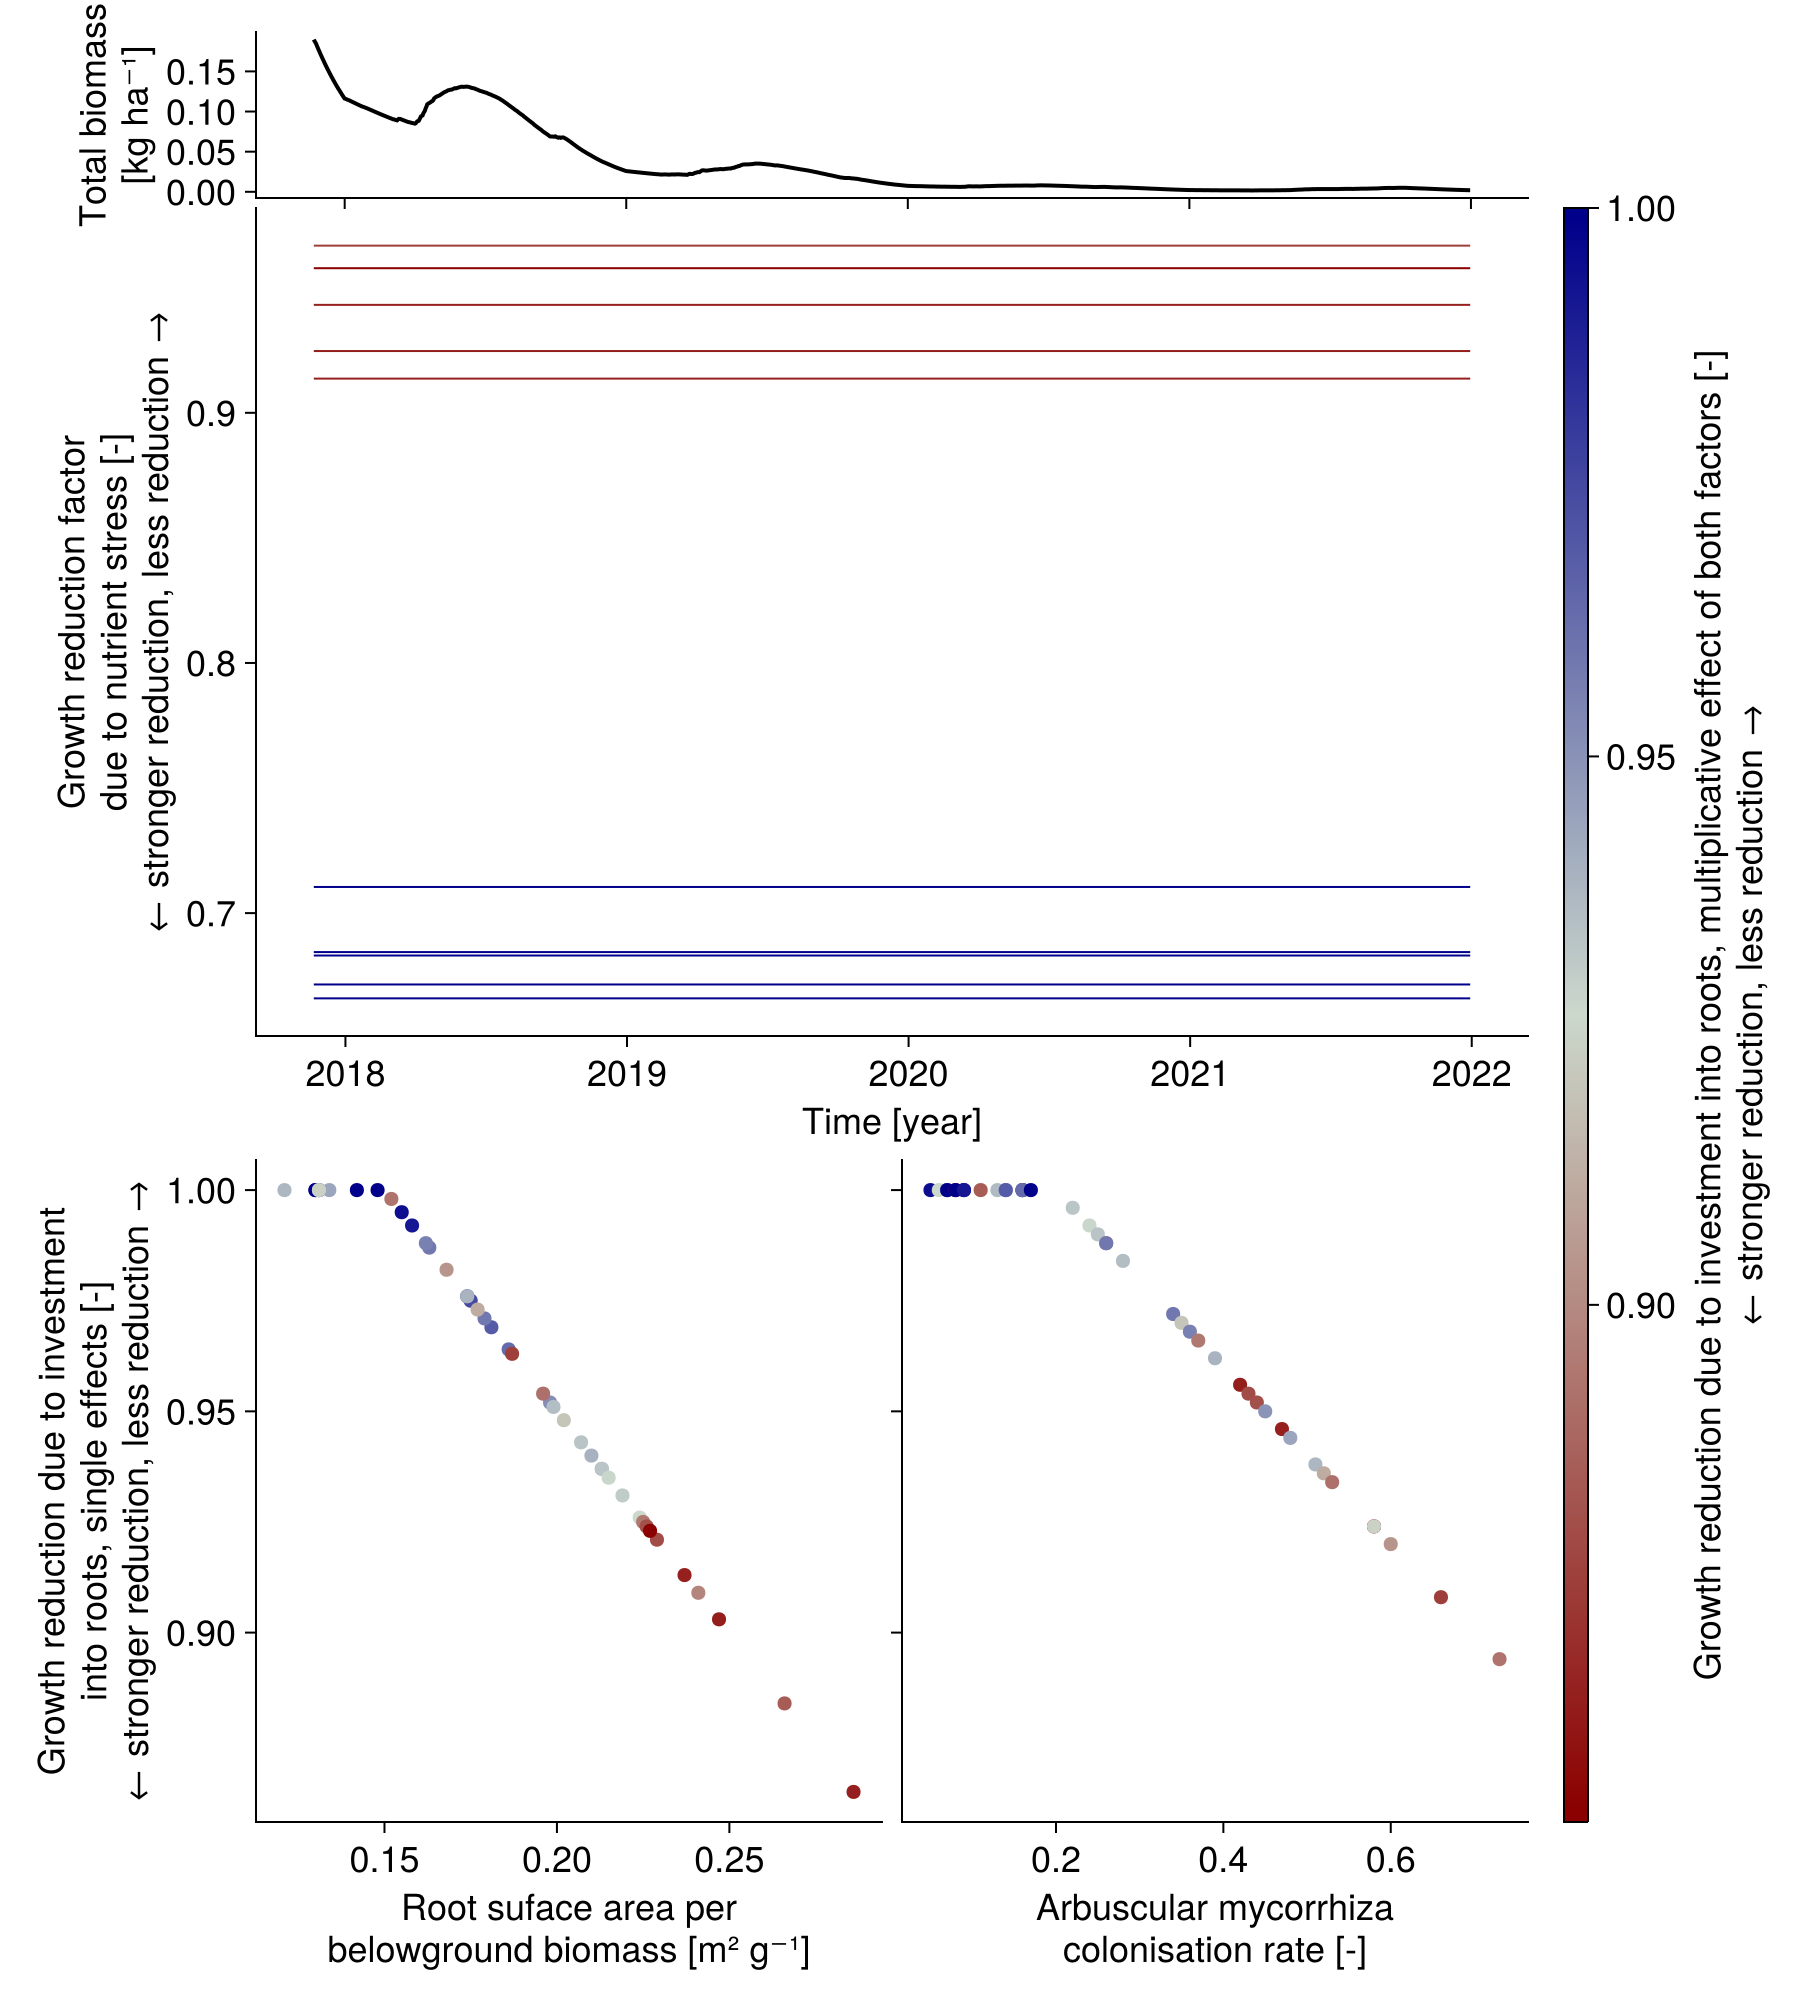 Total biomass
[kg ha⁻¹]
0.15
0.10
0.05
0.00
Growth reduction factor
due to nutrient stress [-]
← stronger reduction, less reduction →
0.9
0.8
0.7
2018
2019
2020
2021
2022
Time [year]
1.00
0.95
0.90
Growth reduction due to investment into roots, multiplicative effect of both factors [-]
← stronger reduction, less reduction →
Growth reduction due to investment
into roots, single effects [-]
← stronger reduction, less reduction →
1.00
0.95
0.90
0.15
0.20
0.25
Root suface area per
belowground biomass [m² g⁻¹]
0.2
0.4
0.6
Arbuscular mycorrhiza
colonisation rate [-]